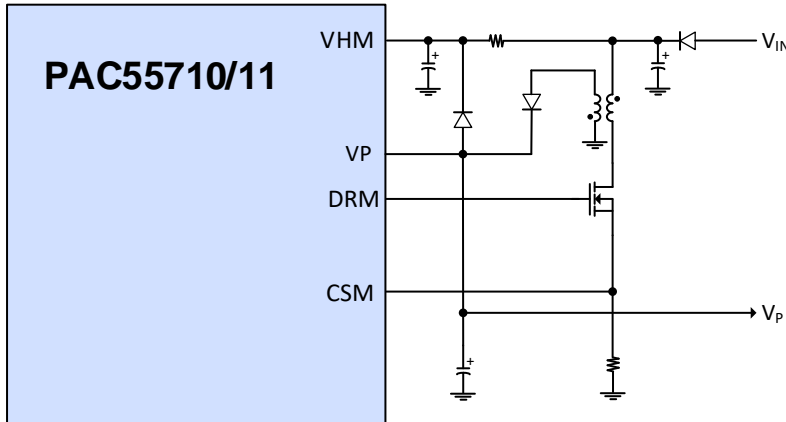 VHM
+
+
V_IN
PAC55710/11
VP
DRM
CSM
V_P
+